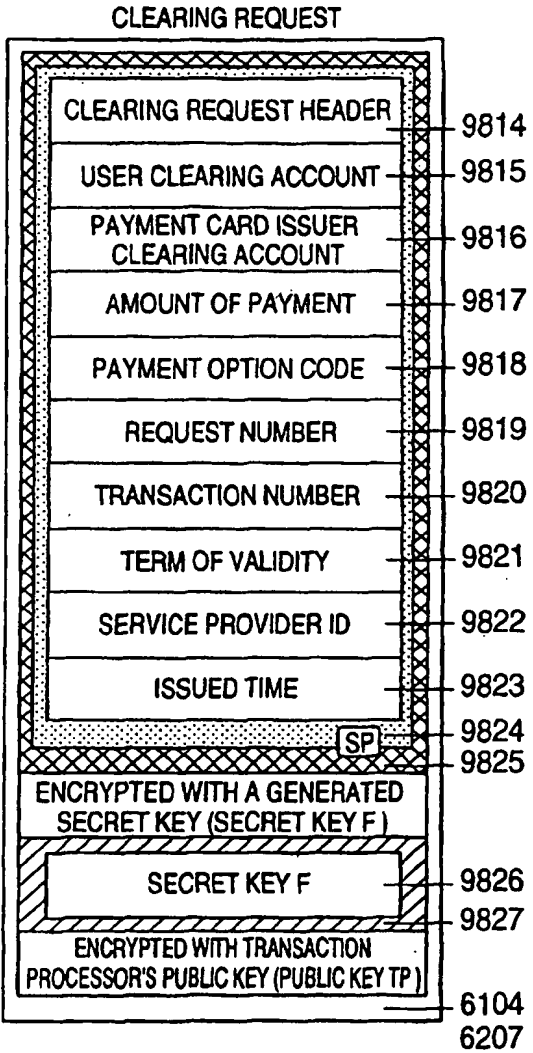 CLEARING REQUEST
CLEARING REQUEST HEADER 9814
USER CLEARING ACCOUNT 9815
PAYMENT CARD ISSUER
CLEARING ACCOUNT 9816
AMOUNT OF PAYMENT 9817
PAYMENT OPTION CODE 9818
REQUEST NUMBER 9819
TRANSACTION NUMBER 9820
TERM OF VALIDITY 9821
SERVICE PROVIDER ID 9822
ISSUED TIME 9823
SP 9824
9825
ENCRYPTED WITH A GENERATED
SECRET KEY (SECRET KEY F)
SECRET KEY F 9826
9827
ENCRYPTED WITH TRANSACTION
PROCESSOR'S PUBLIC KEY (PUBLIC KEY TP)
6104
6207